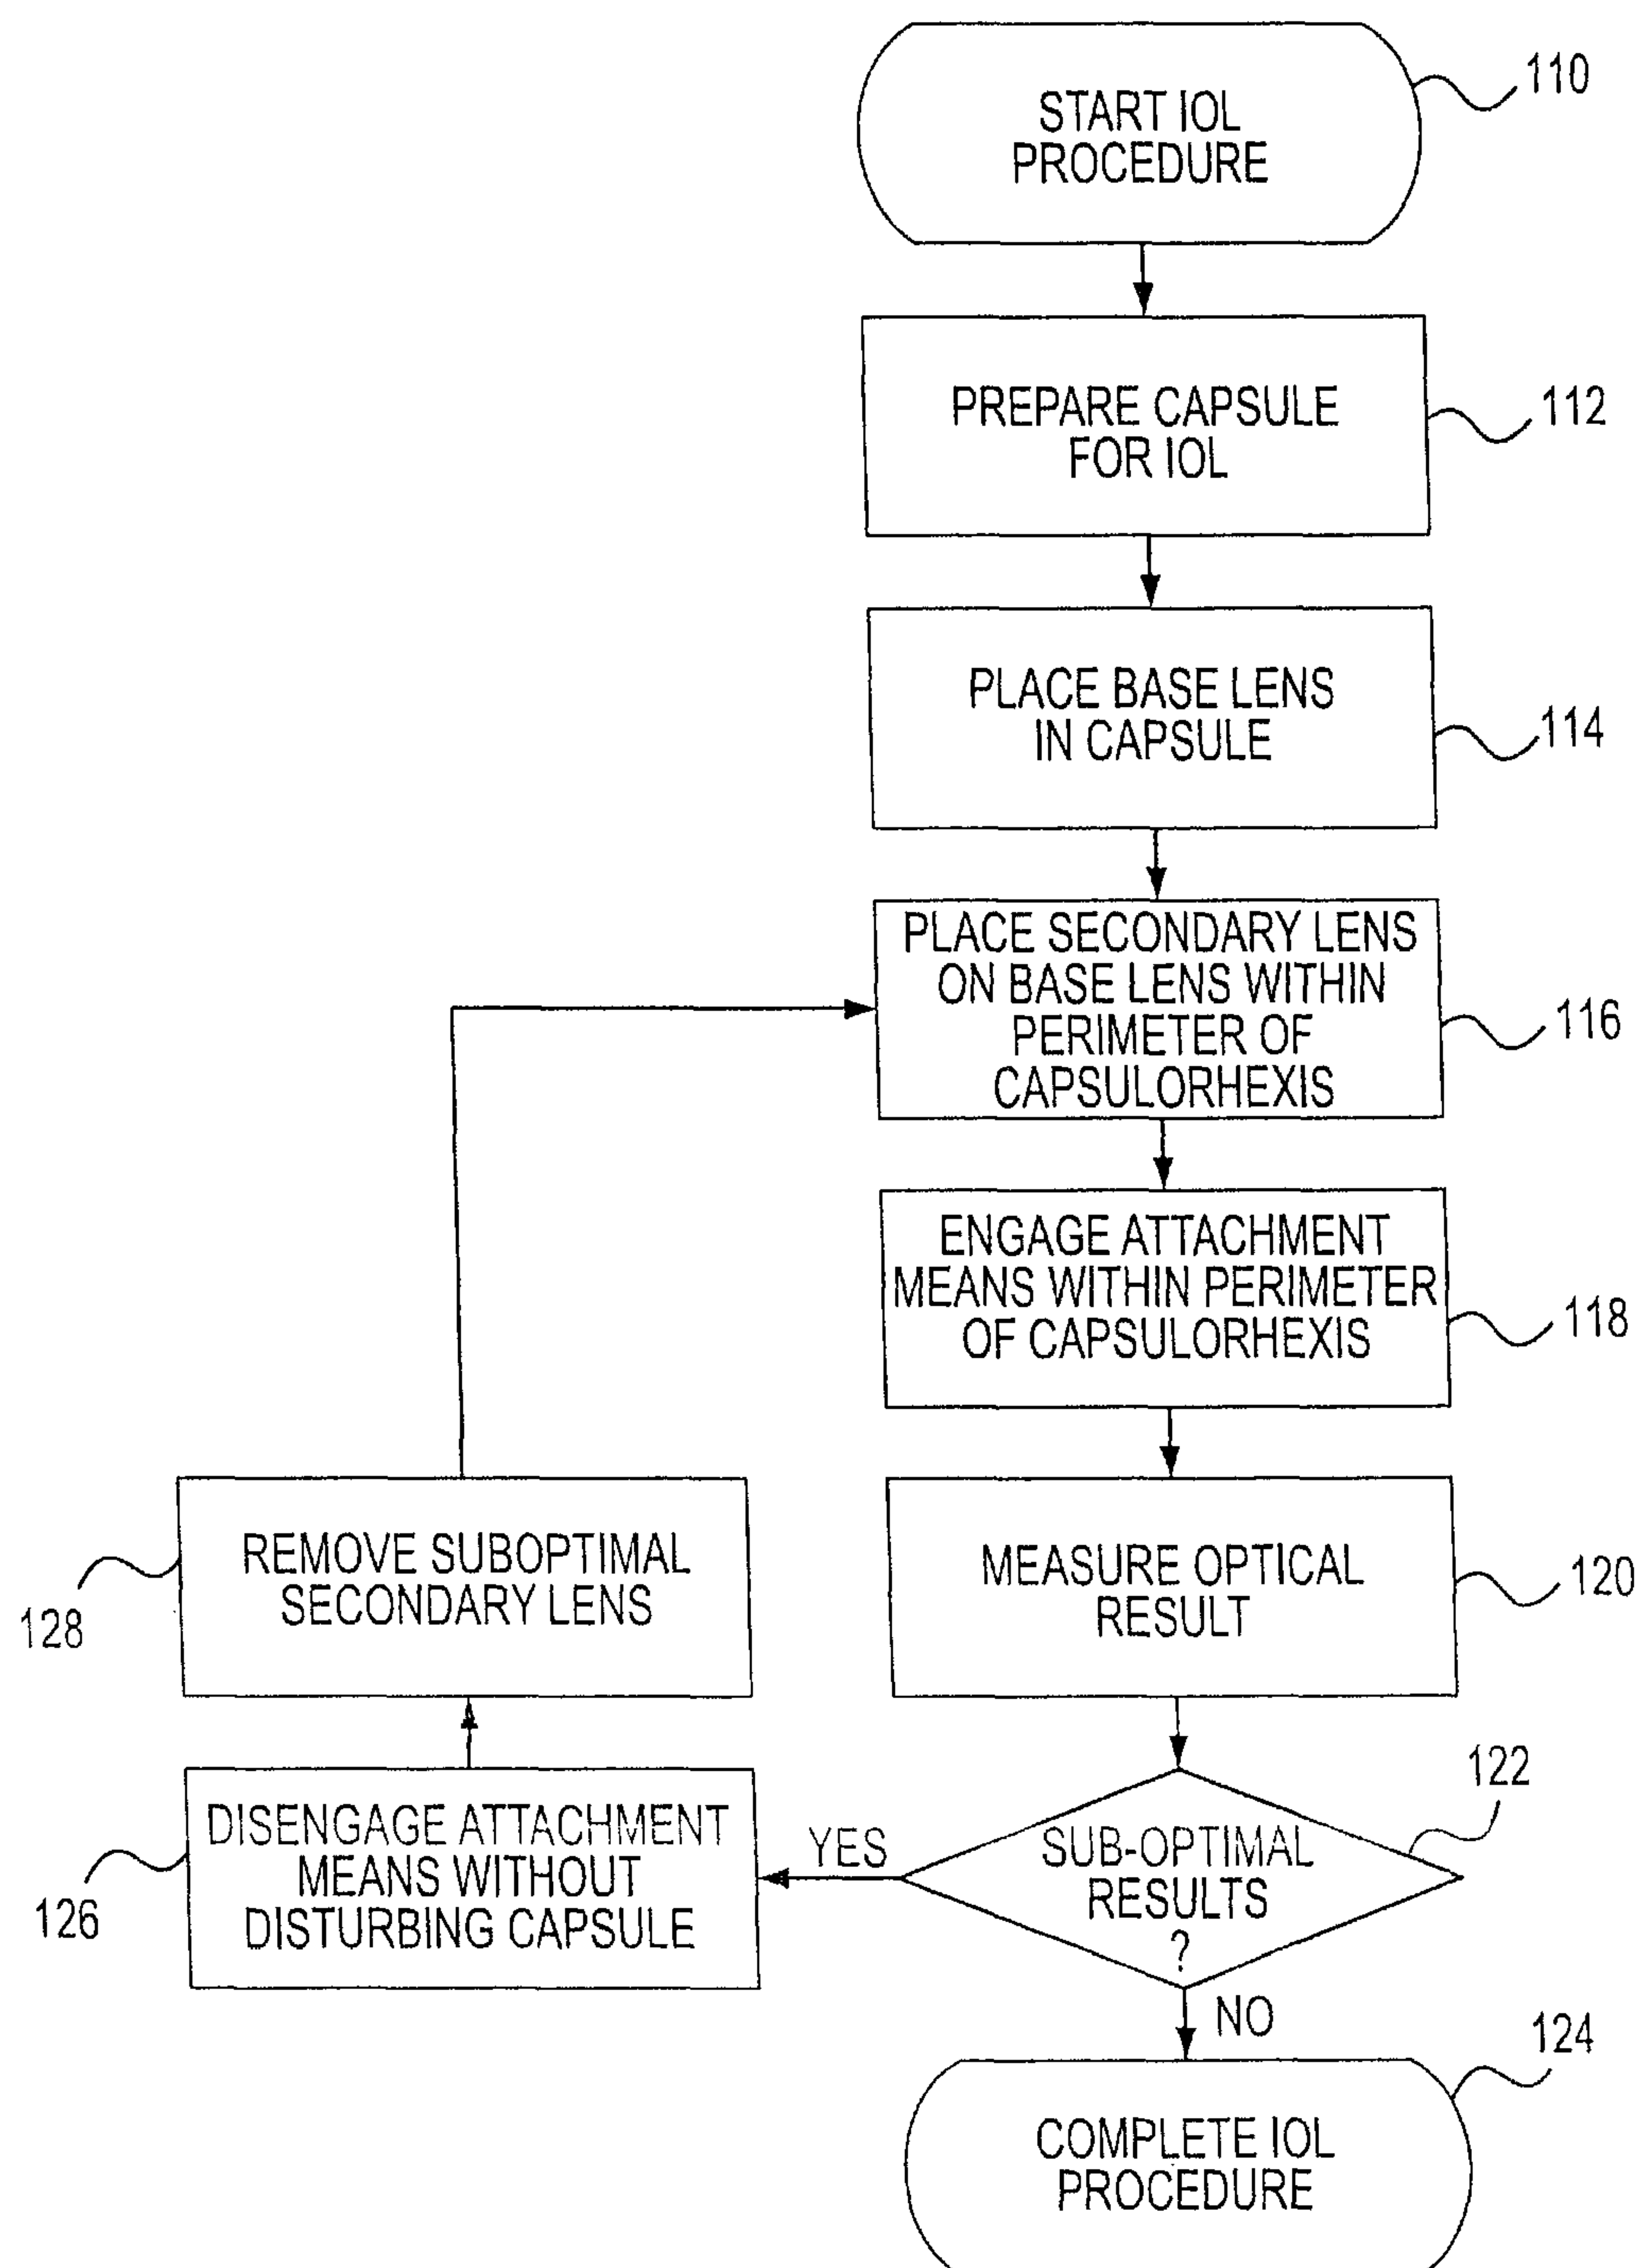 START IOL
PROCEDURE
110
PREPARE CAPSULE
FOR IOL
112
PLACE BASE LENS
IN CAPSULE
114
PLACE SECONDARY LENS
ON BASE LENS WITHIN
PERIMETER OF
CAPSULORHEXIS
116
ENGAGE ATTACHMENT
MEANS WITHIN PERIMETER
OF CAPSULORHEXIS
118
MEASURE OPTICAL
RESULT
120
SUB-OPTIMAL
RESULTS
?
122
YES
NO
DISENGAGE ATTACHMENT
MEANS WITHOUT
DISTURBING CAPSULE
126
REMOVE SUBOPTIMAL
SECONDARY LENS
128
COMPLETE IOL
PROCEDURE
124